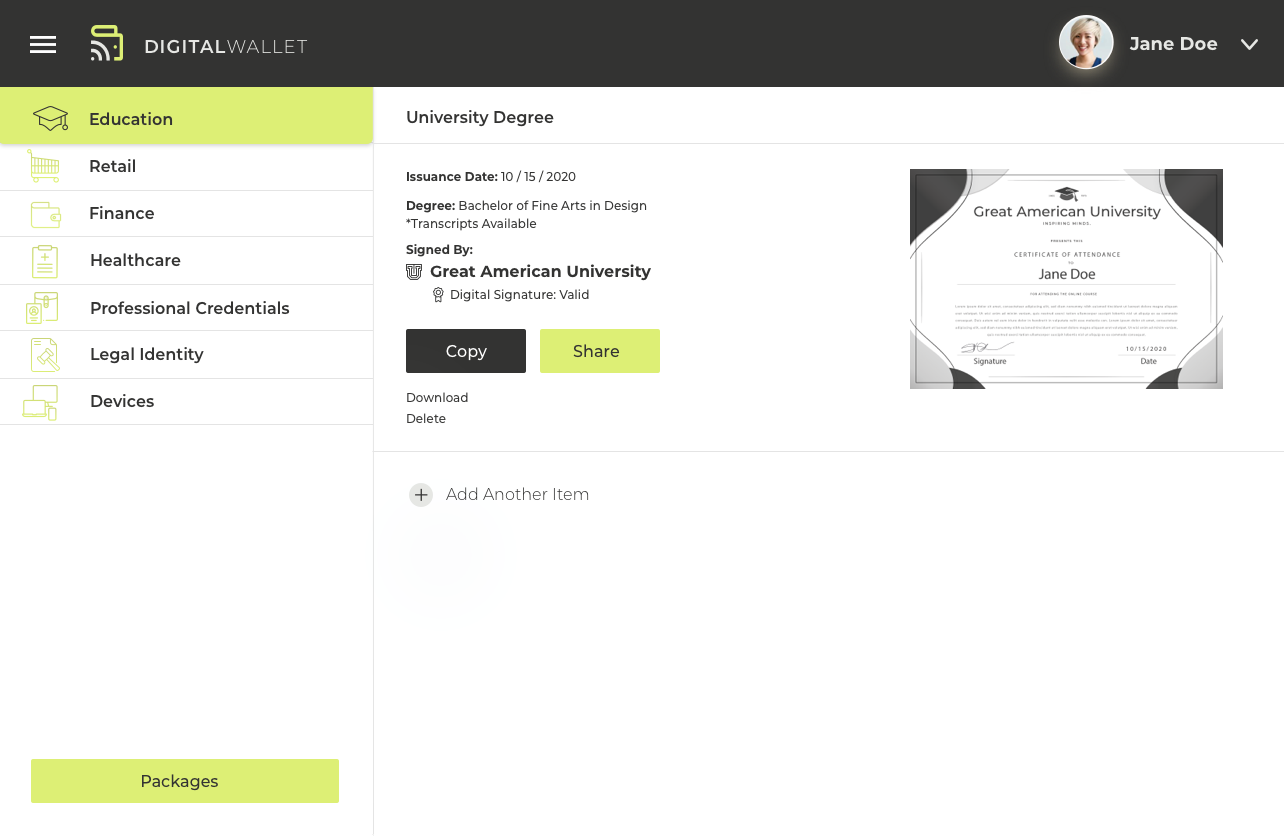 DIGITALWALLET
Jane Doe
Education
Retail
Finance
Healthcare
Professional Credentials
Legal Identity
Devices
Packages
University Degree
Issuance Date: 10 / 15 / 2020
Degree: Bachelor of Fine Arts in Design
*Transcripts Available
Signed By:
Great American University
Digital Signature: Valid
Copy
Share
Download
Delete
Great American University
INSPIRING MINDS.
PRESENTS THIS
CERTIFICATE OF ATTENDANCE
TO
Jane Doe
FOR ATTENDING THE ONLINE COURSE
10/15/2020
Signature
Date
Add Another Item